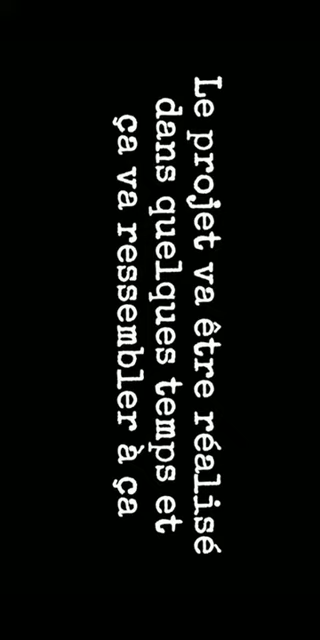 Le projet va être réalisé
dans quelques temps et
ça va ressembler à ça